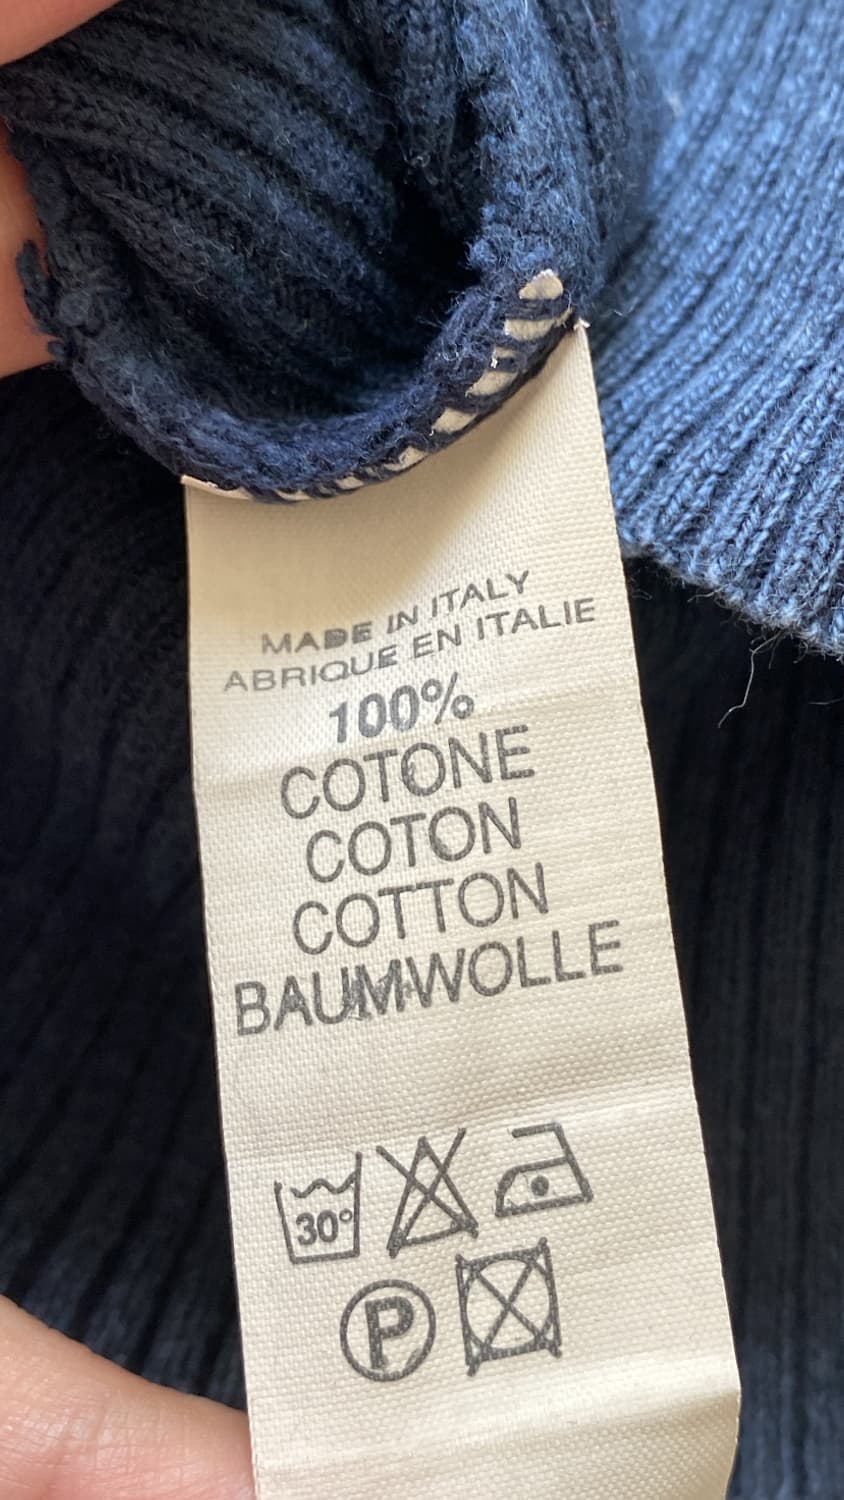 MADE IN ITALY
ABRIQUE EN ITALIE
100%
COTONE
COTON
COTTON
BAUMWOLLE
30°
P